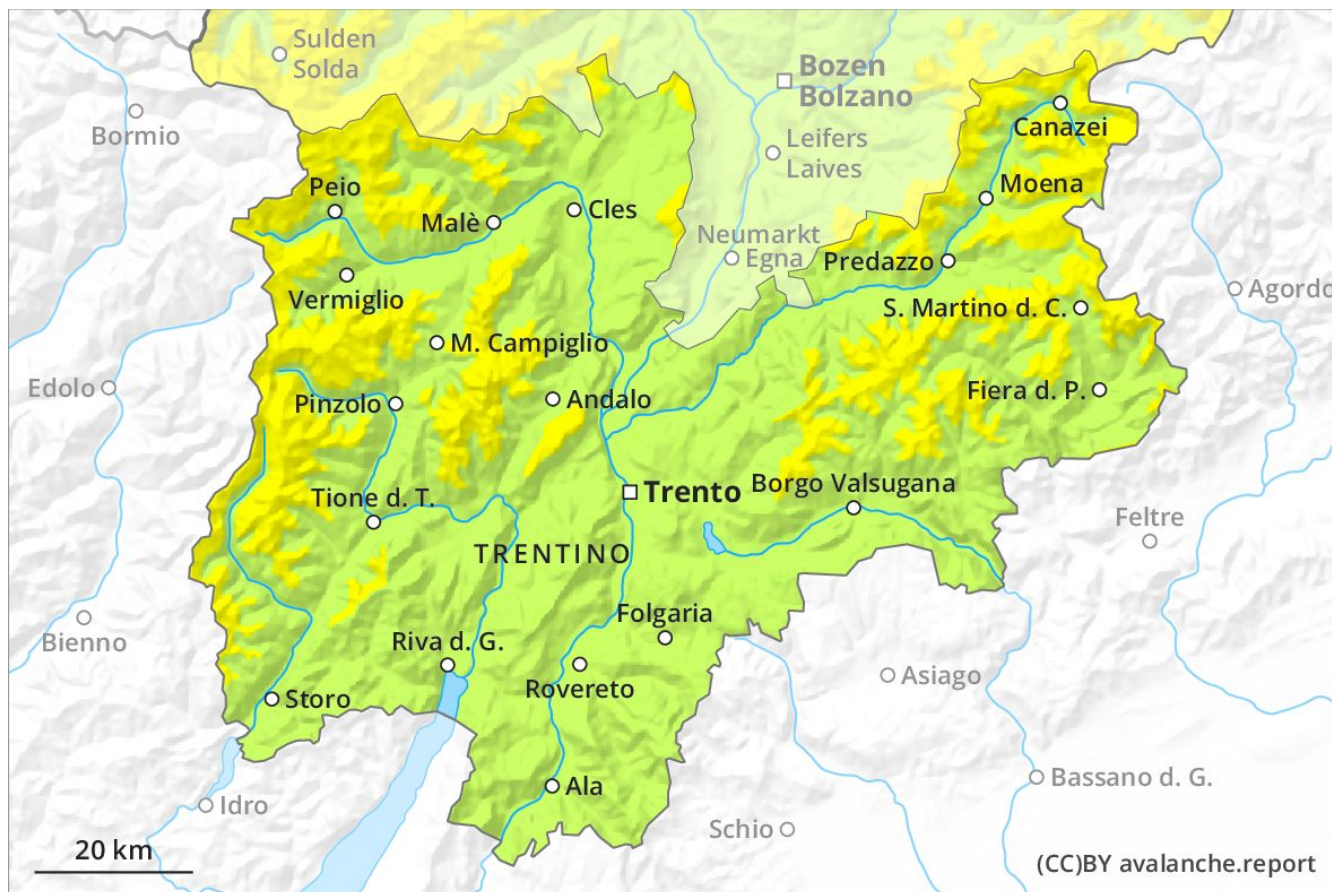 Sulden
Solda
Bozen
Bolzano
Bormio
Canazei
Leifers
Laives
Peio
Moena
Malè
Cles
Neumarkt
Egna
Predazzo
Vermiglio
Agordo
S. Martino d. C.
M. Campiglio
Edolo
Pinzolo
Andalo
Fiera d. P.
Trento
Borgo Valsugana
Tione d. T.
Feltre
TRENTINO
Bienno
Folgaria
Riva d. G.
Asiago
Rovereto
Storo
Bassano d. G.
Ala
Idro
Schio
20 km
(CC)BY avalanche.report